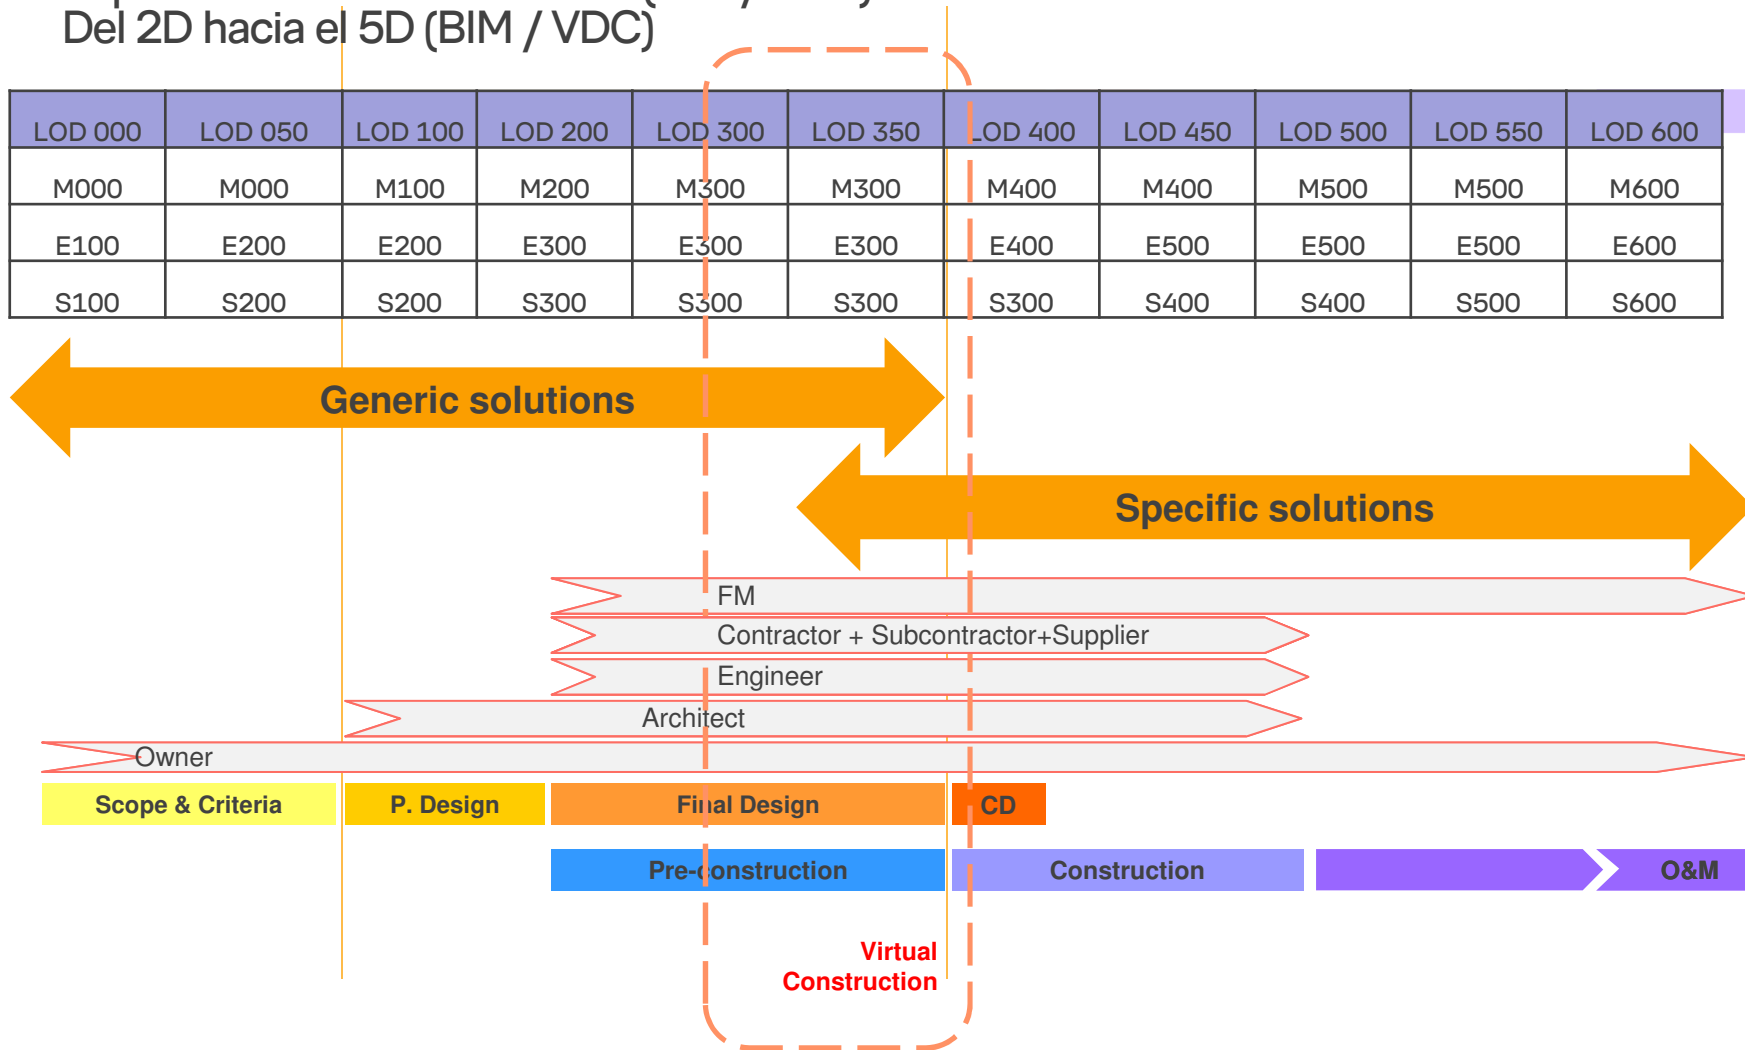 Del 2D hacia el 5D (BIM / VDC)
LOD 000 LOD 050 LOD 100 LOD 200 LOD 300 LOD 350 LOD 400 LOD 450 LOD 500 LOD 550 LOD 600
M000 M000 M100 M200 M300 M300 M400 M400 M500 M500 M600
E100 E200 E200 E300 E300 E300 E400 E500 E500 E500 E600
S100 S200 S200 S300 S300 S300 S300 S400 S400 S500 S600
Generic solutions
Specific solutions
FM
Contractor + Subcontractor+Supplier
Engineer
Architect
Owner
Scope & Criteria P. Design Final Design CD
Pre-construction Construction O&M
Virtual
Construction